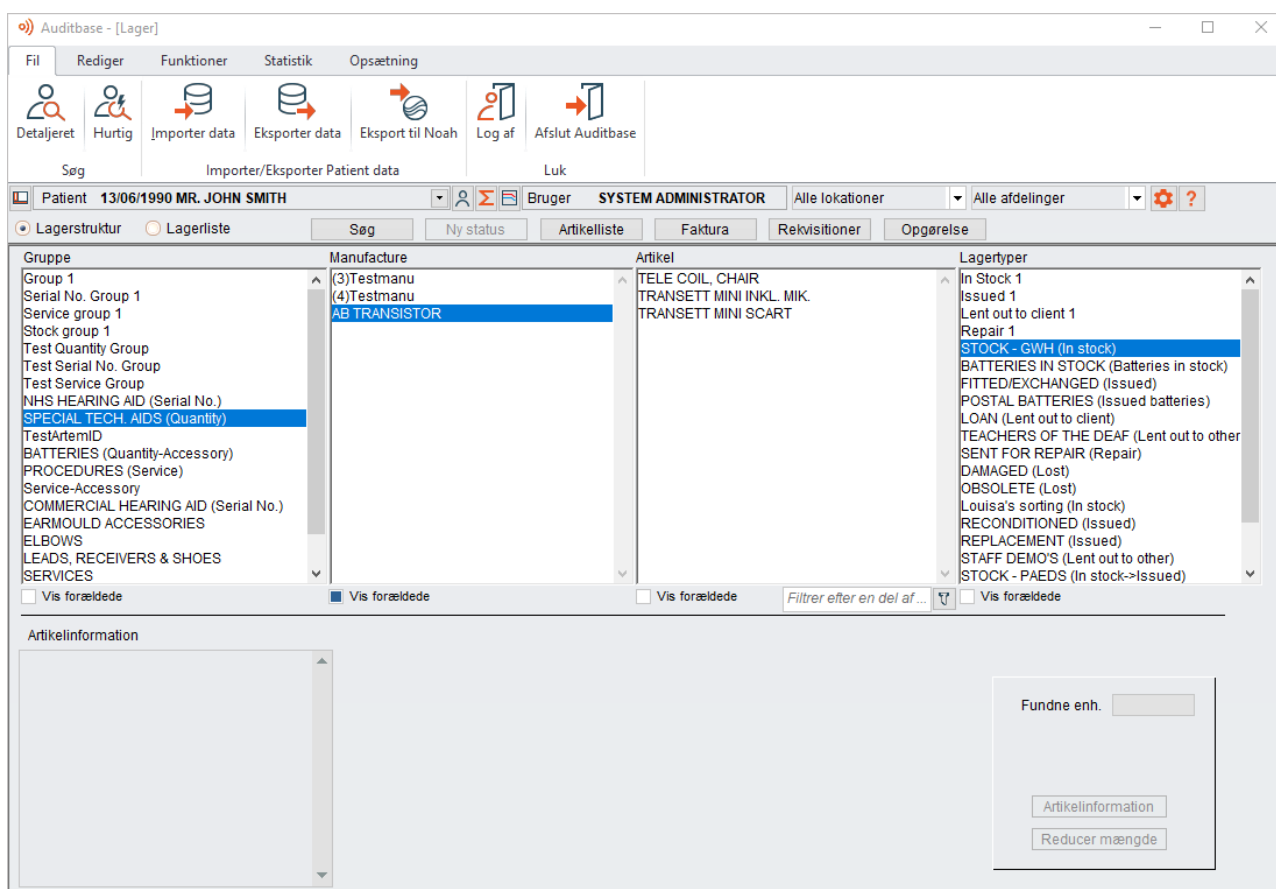 Auditbase - [Lager]
Fil Rediger Funktioner Statistik Opsætning
Detaljeret Hurtig Importer data Eksporter data Eksport til Noah Log af Afslut Auditbase
Søg Importer/Eksporter Patient data Luk
Patient 13/06/1990 MR. JOHN SMITH Bruger SYSTEM ADMINISTRATOR Alle lokationer Alle afdelinger
Lagerstruktur Lagerliste Søg Ny status Artikelliste Faktura Rekvisitioner Opgørelse
Gruppe
Group 1
Serial No. Group 1
Service group 1
Stock group 1
Test Quantity Group
Test Serial No. Group
Test Service Group
NHS HEARING AID (Serial No.)
SPECIAL TECH. AIDS (Quantity)
TestArtemID
BATTERIES (Quantity-Accessory)
PROCEDURES (Service)
Service-Accessory
COMMERCIAL HEARING AID (Serial No.)
EARMOULD ACCESSORIES
ELBOWS
LEADS, RECEIVERS & SHOES
SERVICES
Vis forældede
Manufacture
(3)Testmanu
(4)Testmanu
AB TRANSISTOR
Vis forældede
Artikel
TELE COIL, CHAIR
TRANSETT MINI INKL. MIK.
TRANSETT MINI SCART
Vis forældede Filtrer efter en del af ...
Lagertyper
In Stock 1
Issued 1
Lent out to client 1
Repair 1
STOCK - GWH (In stock)
BATTERIES IN STOCK (Batteries in stock)
FITTED/EXCHANGED (Issued)
POSTAL BATTERIES (Issued batteries)
LOAN (Lent out to client)
TEACHERS OF THE DEAF (Lent out to other
SENT FOR REPAIR (Repair)
DAMAGED (Lost)
OBSOLETE (Lost)
Louisa's sorting (In stock)
RECONDITIONED (Issued)
REPLACEMENT (Issued)
STAFF DEMO'S (Lent out to other)
STOCK - PAEDS (In stock->Issued)
Vis forældede
Artikelinformation
Fundne enh.
Artikelinformation
Reducer mængde